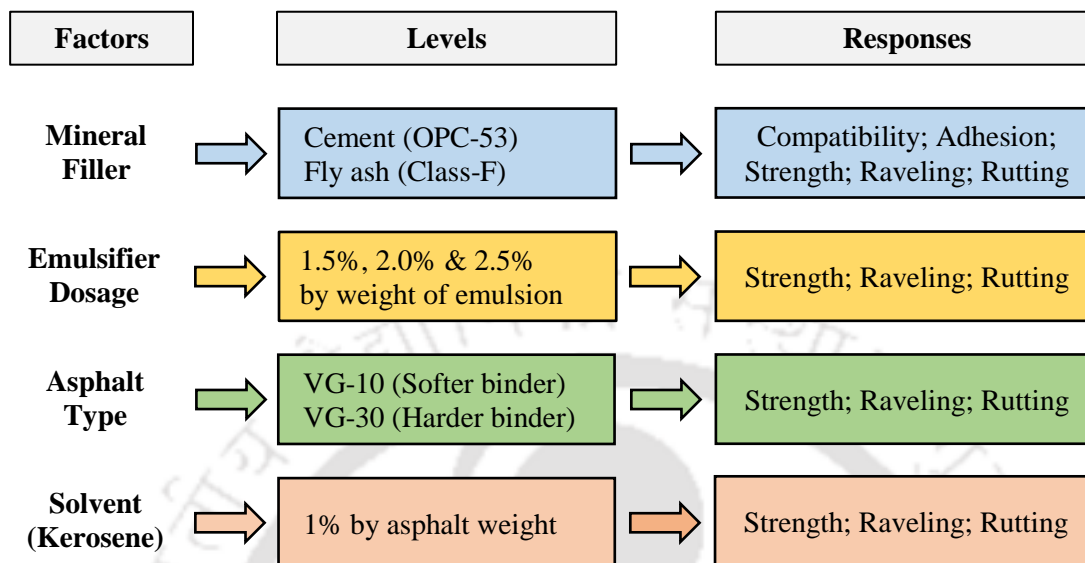 Factors
Levels
Responses
Mineral
Filler
Cement (OPC-53)
Fly ash (Class-F)
Compatibility; Adhesion;
Strength; Raveling; Rutting
Emulsifier
Dosage
1.5%, 2.0% & 2.5%
by weight of emulsion
Strength; Raveling; Rutting
Asphalt
Type
VG-10 (Softer binder)
VG-30 (Harder binder)
Strength; Raveling; Rutting
Solvent
(Kerosene)
1% by asphalt weight
Strength; Raveling; Rutting